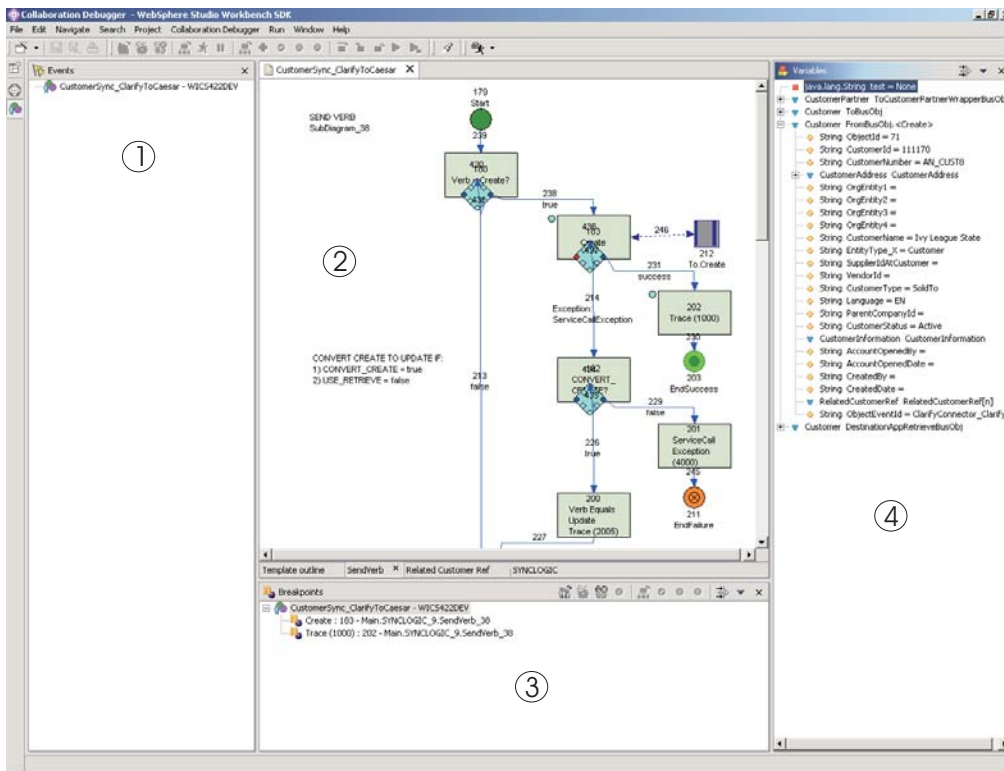 Collaboration Debugger - WebSphere Studio Workbench SDK
File Edit Navigate Search Project Collaboration Debugger Run Window Help
Events
CustomerSync_ClarifyToCaesar - WICS422DEV
①
CustomerSync_ClarifyToCaesar
SEND VERB
SubDiagram_38
179
Start
239
Verb = Create?
238
true
②
183
Create
246
212
To.Create
231
success
214
Exception:
ServiceCallException
202
Trace (1000)
230
203
EndSuccess
CONVERT CREATE TO UPDATE IF:
1) CONVERT_CREATE = true
2) USE_RETRIEVE = false
213
false
CONVERT_
CREATE?
229
false
226
true
201
ServiceCall
Exception
(4000)
245
211
EndFailure
200
Verb Equals
Update
Trace (2005)
227
Template outline SendVerb Related Customer Ref SYNCLOGIC
Breakpoints
CustomerSync_ClarifyToCaesar - WICS422DEV
Create : 183 - Main.SYNCLOGIC_9.SendVerb_38
Trace (1000) : 202 - Main.SYNCLOGIC_9.SendVerb_38
③
Variables
java.lang.String test = None
CustomerPartner ToCustomerPartnerWrapperBusOb
Customer ToBusObj
Customer FromBusObj.<Create>
String ObjectId = 71
String CustomerId = 111170
String CustomerNumber = AN_CUST8
CustomerAddress CustomerAddress
String OrgEntity1 =
String OrgEntity2 =
String OrgEntity3 =
String OrgEntity4 =
String CustomerName = Ivy League State
String EntityType_X = Customer
String SupplierIdAtCustomer =
String VendorId =
String CustomerType = SoldTo
String Language = EN
String ParentCompanyId =
String CustomerStatus = Active
CustomerInformation CustomerInformation
String AccountOpenedBy =
String AccountOpenedDate =
String CreatedBy =
String CreatedDate =
RelatedCustomerRef RelatedCustomerRef[n]
String ObjectEventId = ClarifyConnector_Clarify
Customer DestinationAppRetrieveBusObj
④